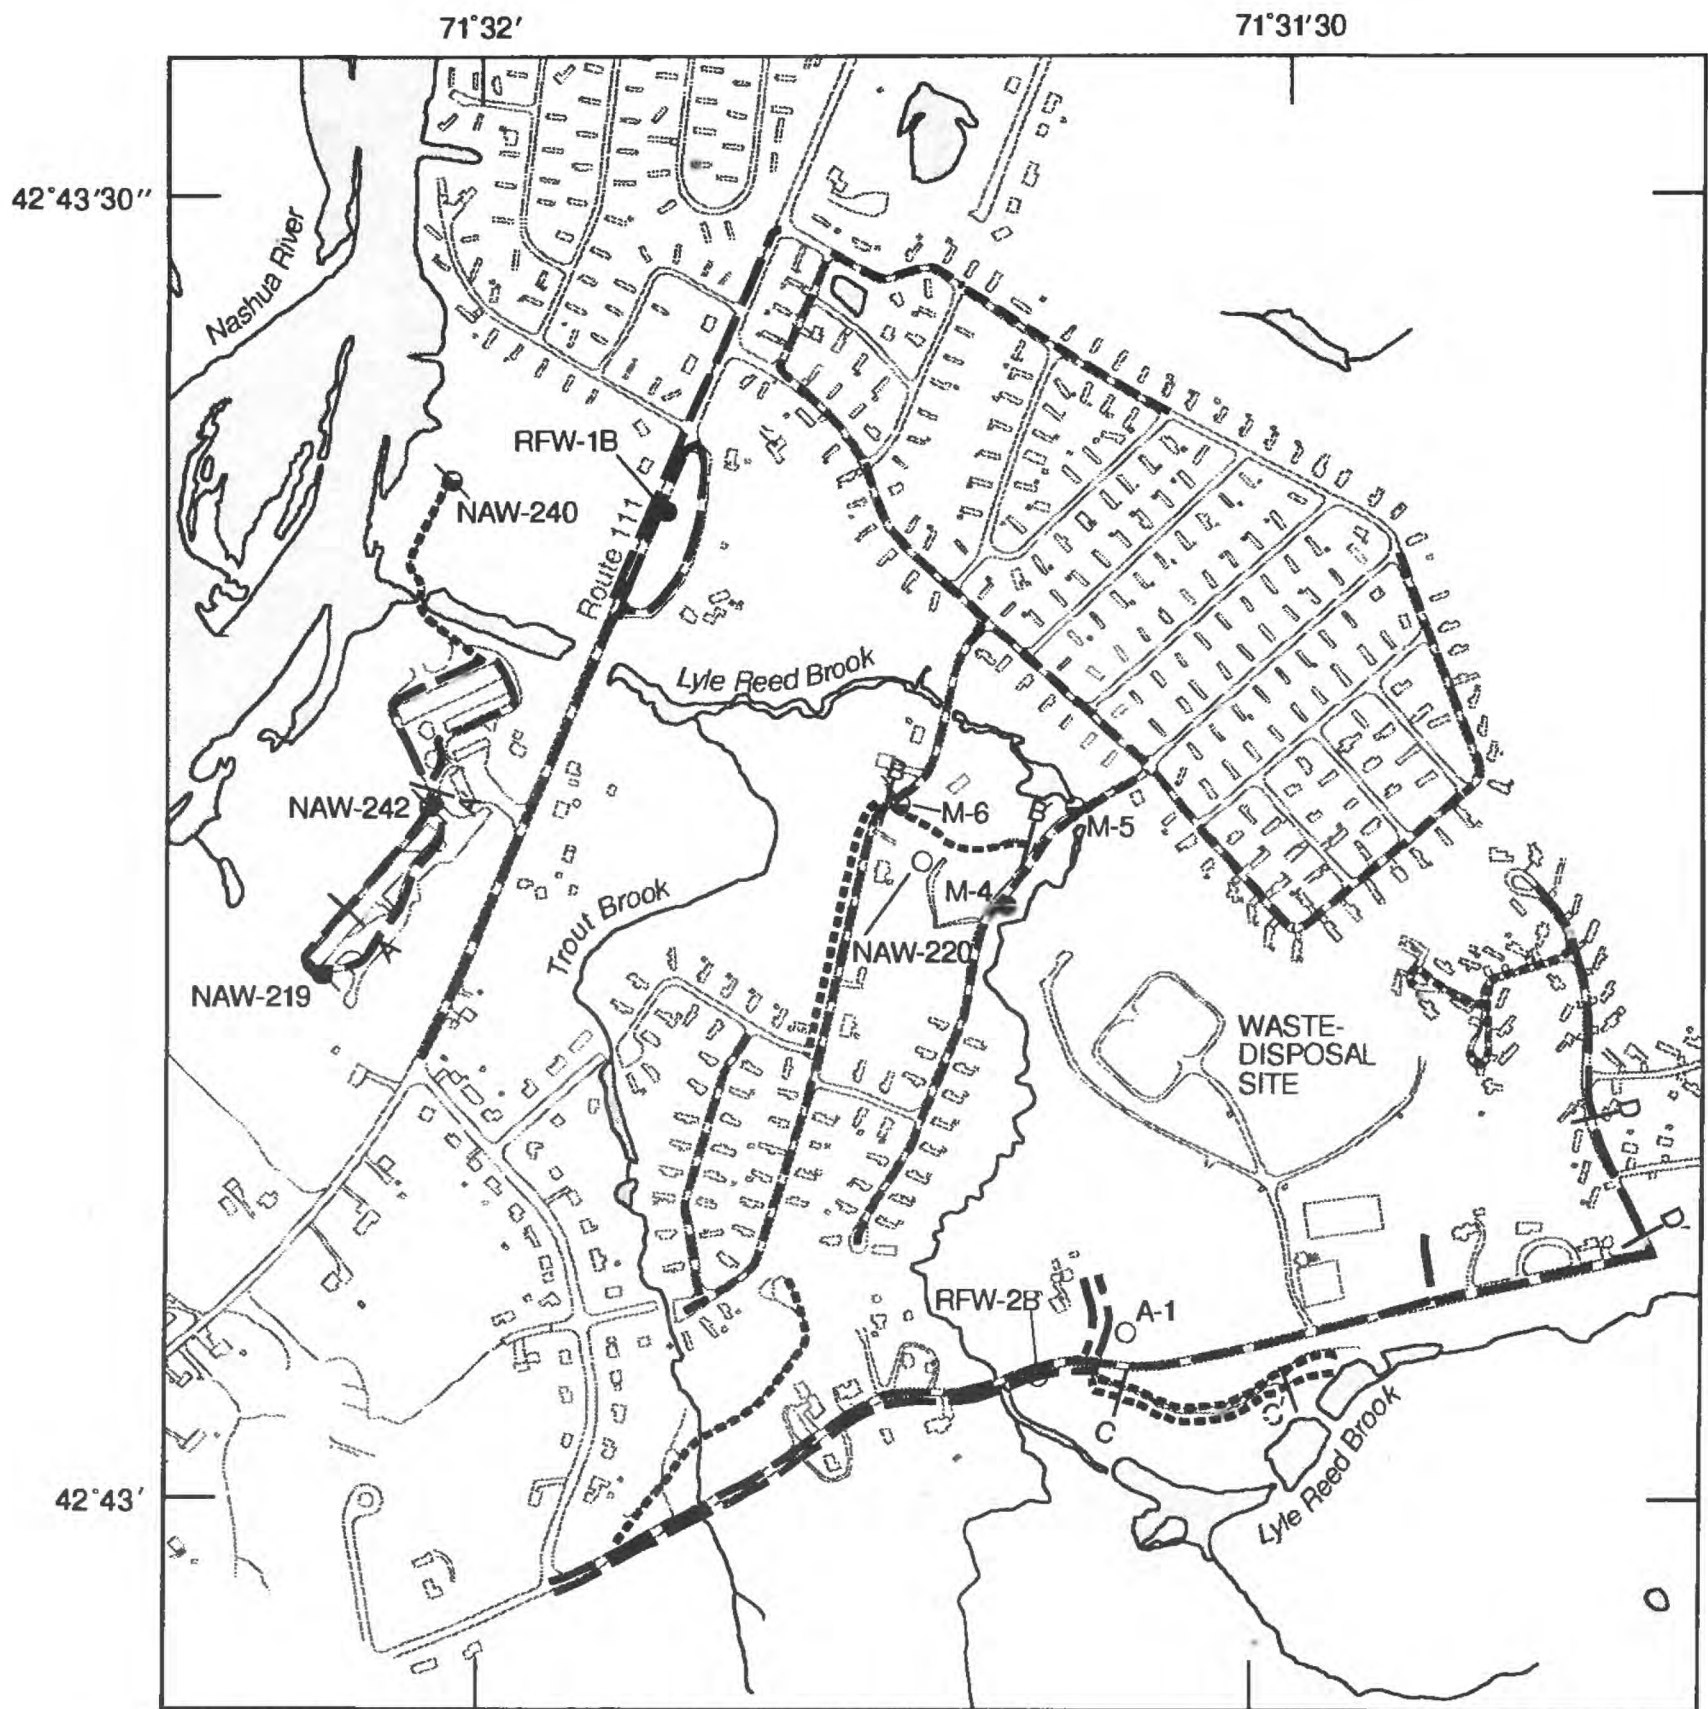 71°32'
71°31'30
42°43'30"
Nashua River
RFW-1B
NAW-240
Route 111
Lyle Reed Brook
NAW-242
A'
B
M-6
B'
M-5
M-4
NAW-220
Trout Brook
A
NAW-219
WASTE-
DISPOSAL
SITE
D
D'
RFW-2B
A-1
C
C'
Lyle Reed Brook
42°43'